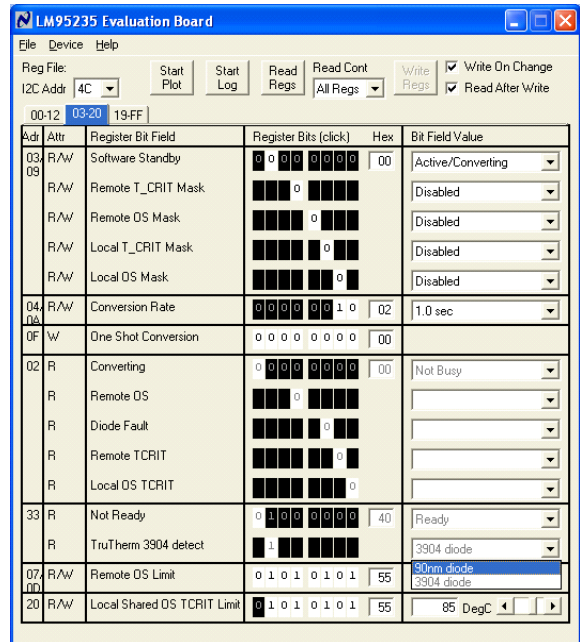 LM95235 Evaluation Board
File Device Help
Reg File:
I2C Addr 4C
Start Plot
Start Log
Read Regs
Read Cont
All Regs
Write Regs
Write On Change
Read After Write
00-12 03-20 19-FF
Adr Attr Register Bit Field Register Bits (click) Hex Bit Field Value
03/ 09 R/W Software Standby 0 0 0 0 0 0 0 0 00 Active/Converting
R/W Remote T_CRIT Mask 0 Disabled
R/W Remote OS Mask 0 Disabled
R/W Local T_CRIT Mask 0 Disabled
R/W Local OS Mask 0 Disabled
04/ 0A R/W Conversion Rate 0 0 0 0 0 0 1 0 02 1.0 sec
0F W One Shot Conversion 0 0 0 0 0 0 0 0 00
02 R Converting 0 0 0 0 0 0 0 0 00 Not Busy
R Remote OS 0
R Diode Fault 0
R Remote TCRIT 0
R Local OS TCRIT 0
33 R Not Ready 0 1 0 0 0 0 0 0 40 Ready
R TruTherm 3904 detect 1 3904 diode
90nm diode
3904 diode
07/ 0D R/W Remote OS Limit 0 1 0 1 0 1 0 1 55
20 R/W Local Shared OS TCRIT Limit 0 1 0 1 0 1 0 1 55 85 DegC